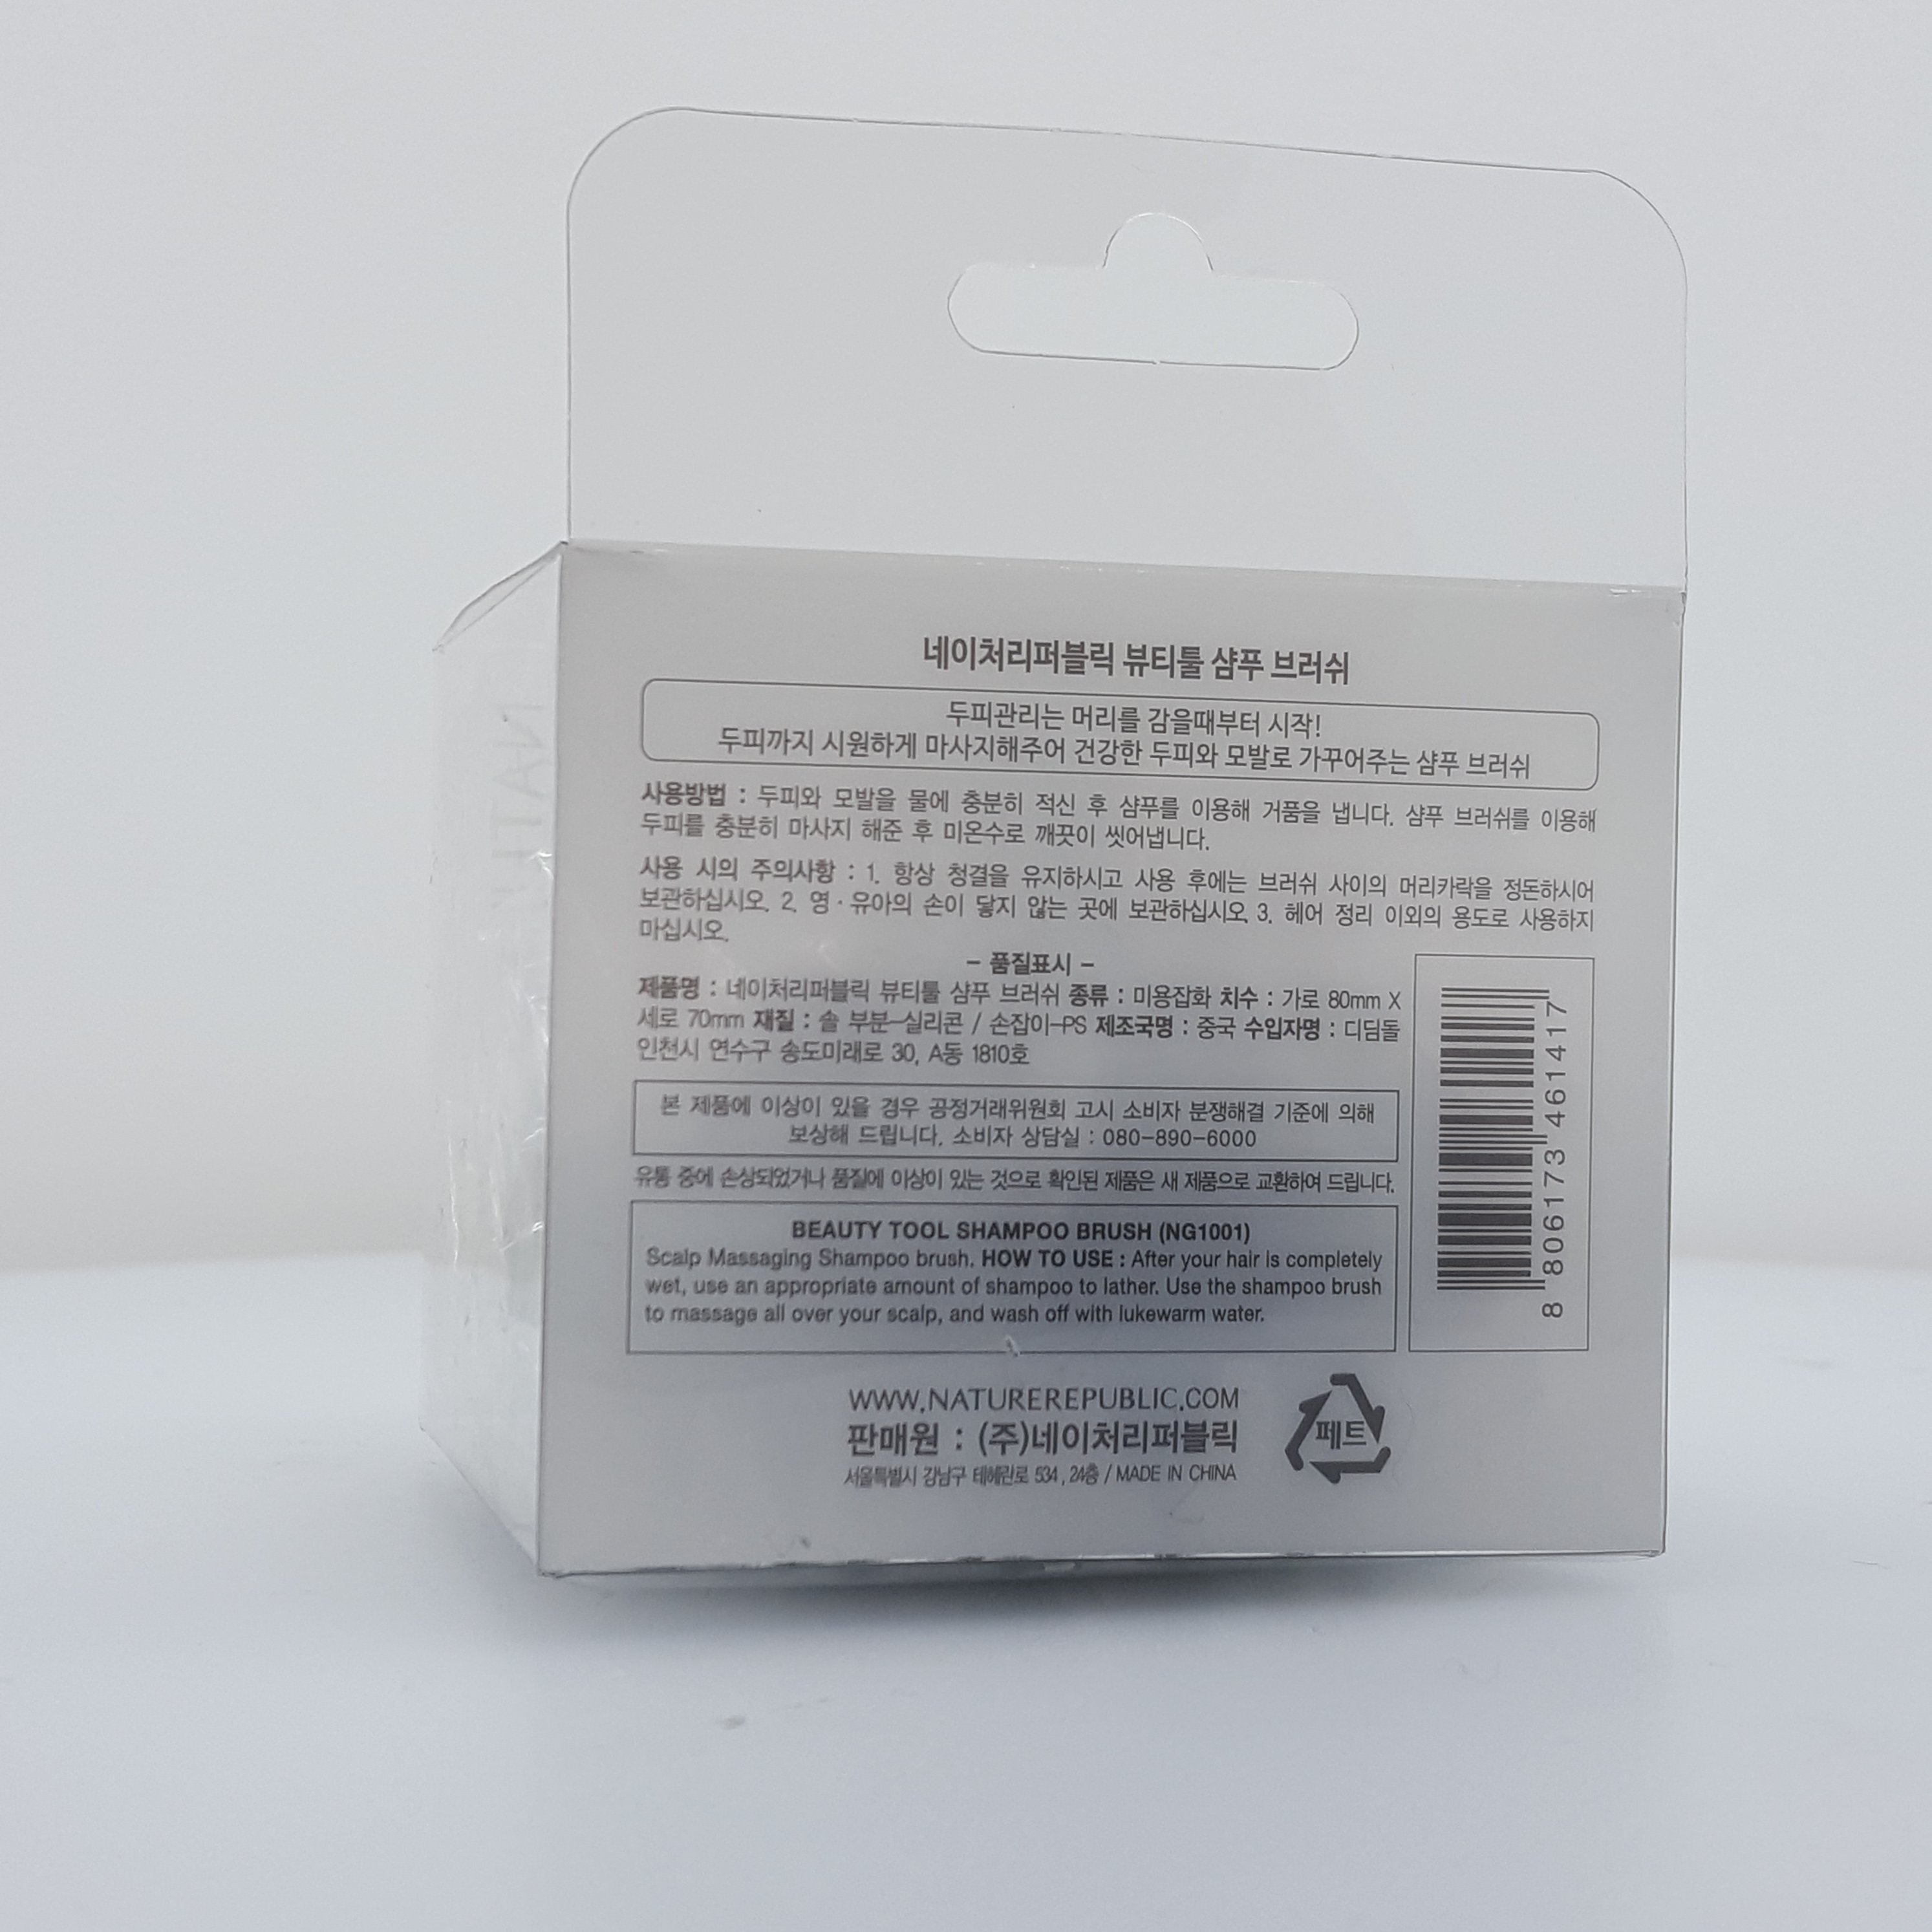 네이처리퍼블릭 뷰티툴 샴푸 브러쉬
두피관리는 머리를 감을때부터 시작!
두피까지 시원하게 마사지해주어 건강한 두피와 모발로 가꾸어주는 샴푸 브러쉬
사용방법 : 두피와 모발을 물에 충분히 적신 후 샴푸를 이용해 거품을 냅니다. 샴푸 브러쉬를 이용해
두피를 충분히 마사지 해준 후 미온수로 깨끗이 씻어냅니다.
사용 시의 주의사항 : 1. 항상 청결을 유지하시고 사용 후에는 브러쉬 사이의 머리카락을 정돈하시어
보관하십시오. 2. 영·유아의 손이 닿지 않는 곳에 보관하십시오. 3. 헤어 정리 이외의 용도로 사용하지
마십시오.
- 품질표시 -
제품명 : 네이처리퍼블릭 뷰티툴 샴푸 브러쉬 종류 : 미용잡화 치수 : 가로 80mm X
세로 70mm 재질 : 솔 부분-실리콘 / 손잡이-PS 제조국명 : 중국 수입자명 : 디딤돌
인천시 연수구 송도미래로 30, A동 1810호
본 제품에 이상이 있을 경우 공정거래위원회 고시 소비자 분쟁해결 기준에 의해
보상해 드립니다. 소비자 상담실 : 080-890-6000
유통 중에 손상되었거나 품질에 이상이 있는 것으로 확인된 제품은 새 제품으로 교환하여 드립니다.
BEAUTY TOOL SHAMPOO BRUSH (NG1001)
Scalp Massaging Shampoo brush. HOW TO USE : After your hair is completely
wet, use an appropriate amount of shampoo to lather. Use the shampoo brush
to massage all over your scalp, and wash off with lukewarm water.
8 806173 461417
WWW.NATUREREPUBLIC.COM
판매원 : (주)네이처리퍼블릭
서울특별시 강남구 테헤란로 534, 24층 / MADE IN CHINA
페트